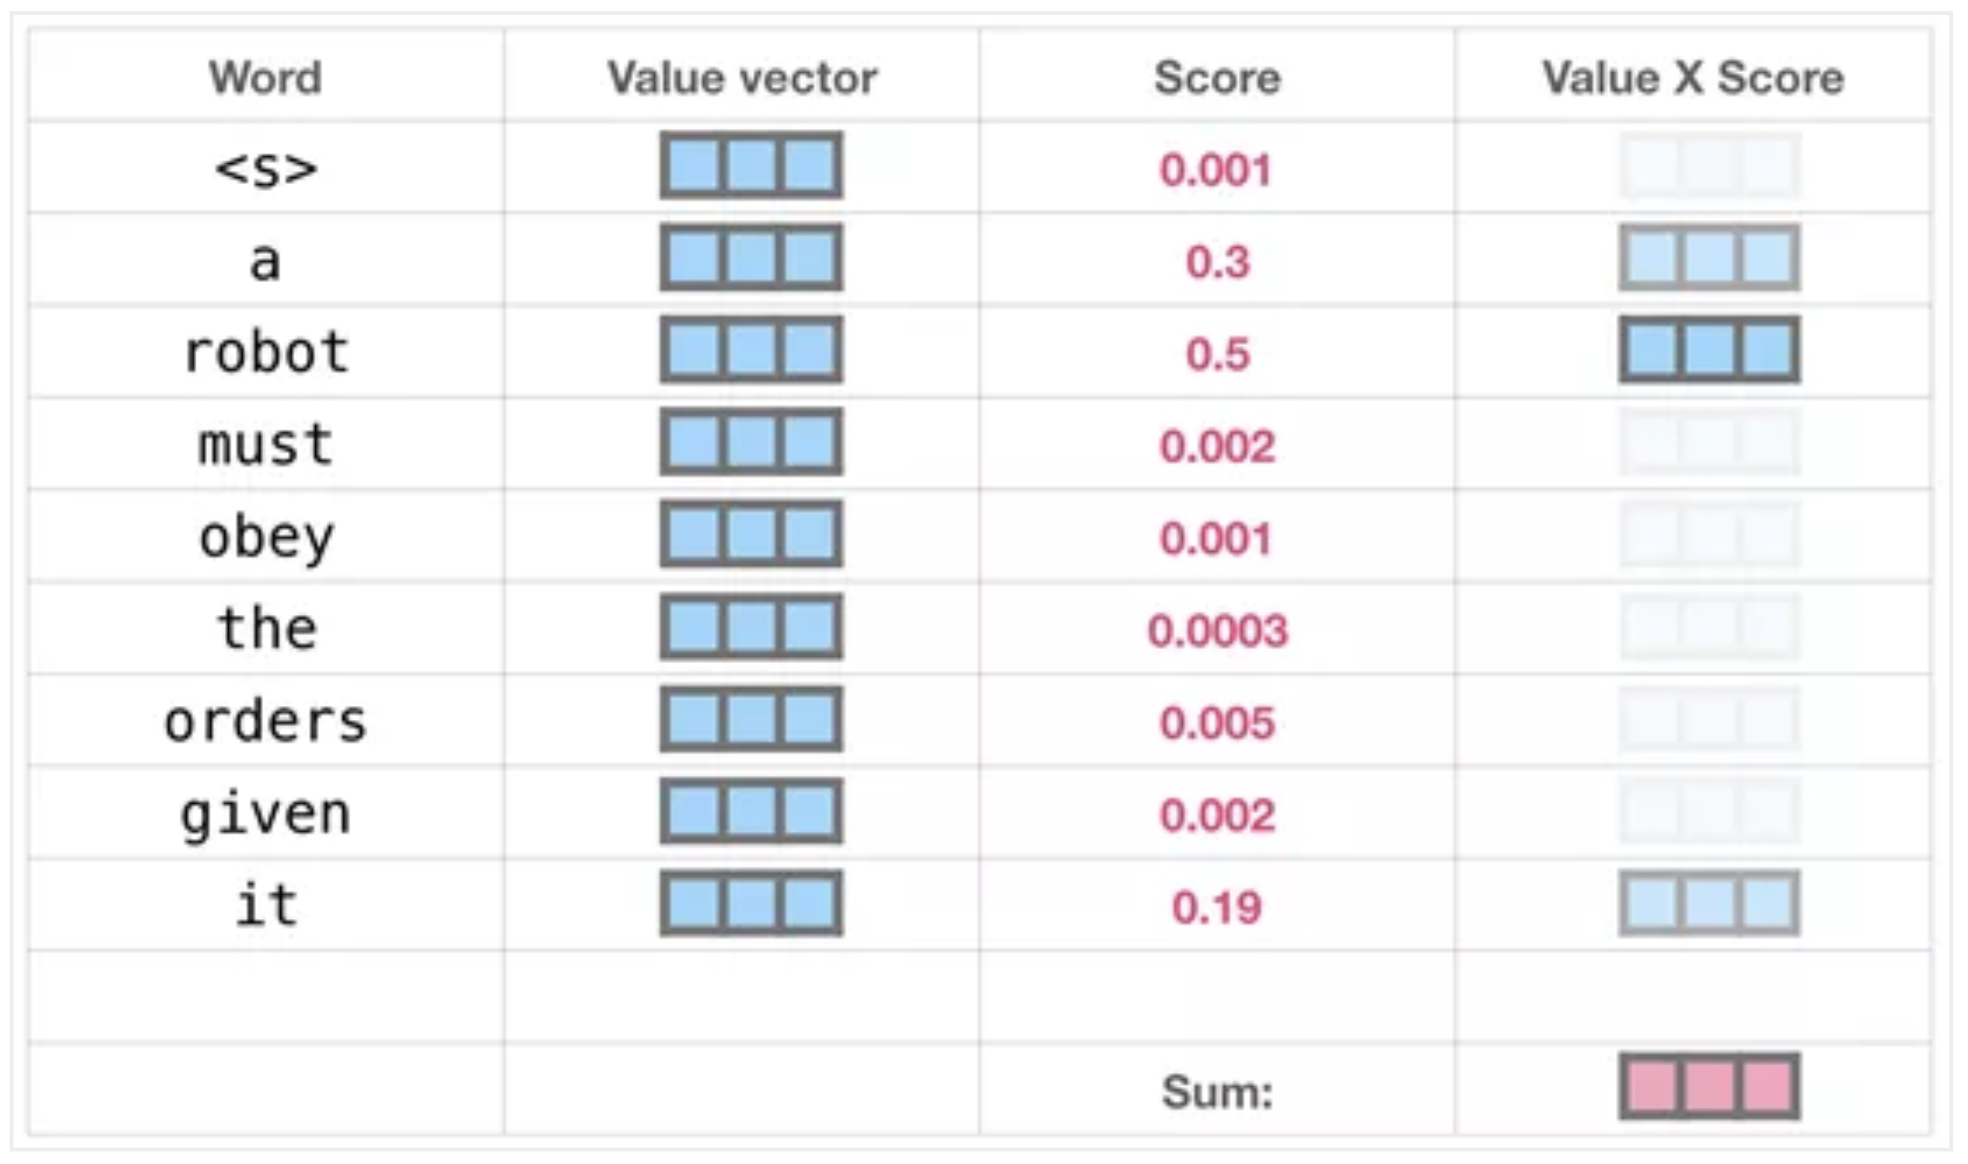 Word Value vector Score Value X Score
<s> 0.001
a 0.3
robot 0.5
must 0.002
obey 0.001
the 0.0003
orders 0.005
given 0.002
it 0.19
Sum: